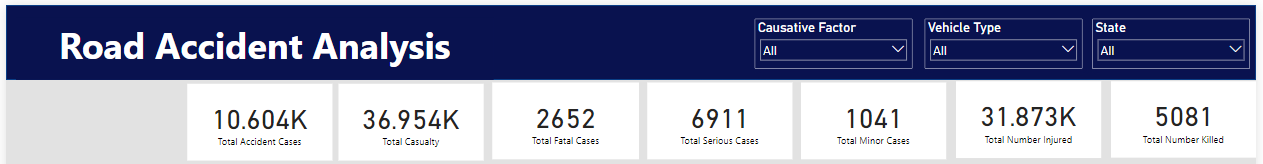 Road Accident Analysis
Causative Factor
All
Vehicle Type
All
State
All
10.604K
Total Accident Cases
36.954K
Total Casualty
2652
Total Fatal Cases
6911
Total Serious Cases
1041
Total Minor Cases
31.873K
Total Number Injured
5081
Total Number Killed